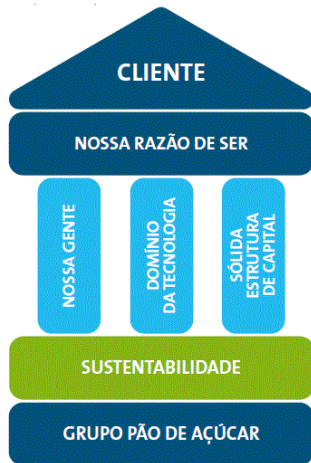 CLIENTE
NOSSA RAZÃO DE SER
NOSSA GENTE
DOMÍNIO
DA TECNOLOGIA
SÓLIDA
ESTRUTURA
DE CAPITAL
SUSTENTABILIDADE
GRUPO PÃO DE AÇÚCAR